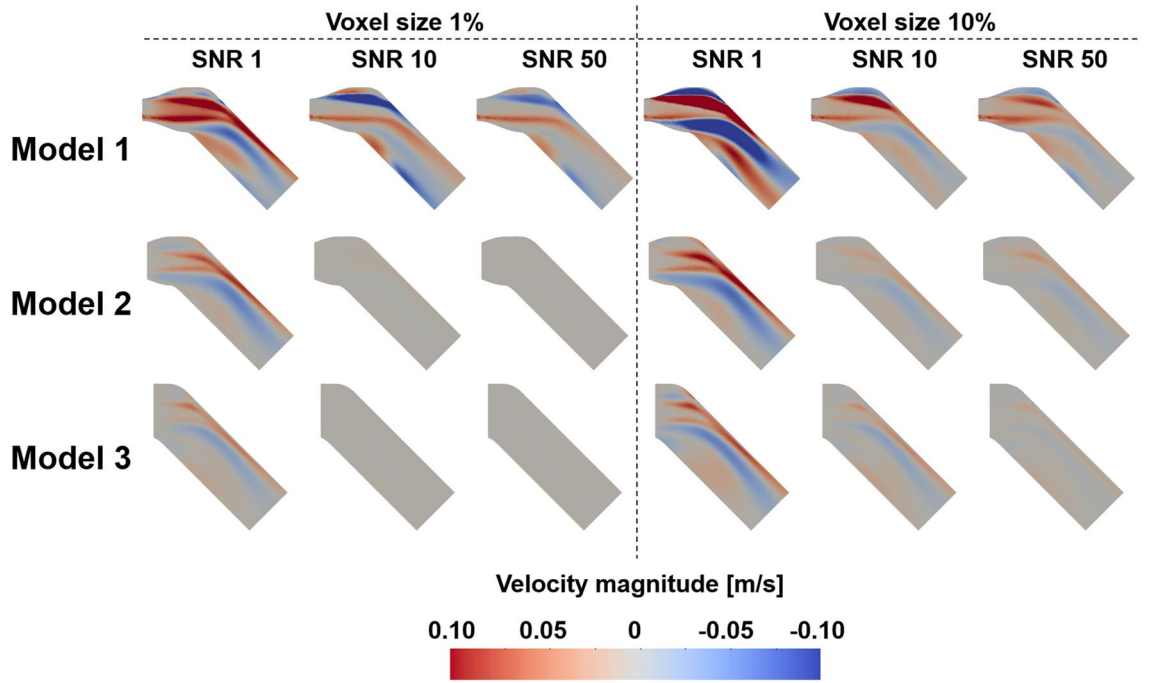 Voxel size 1% Voxel size 10%
SNR 1 SNR 10 SNR 50 SNR 1 SNR 10 SNR 50
Model 1
Model 2
Model 3
Velocity magnitude [m/s]
0.10 0.05 0 -0.05 -0.10